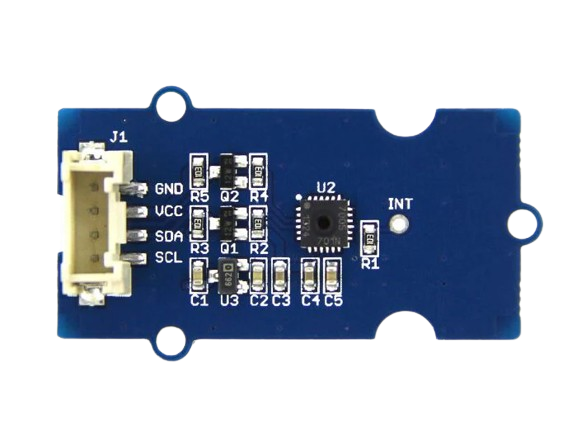 J1
GND
VCC
SDA
SCL
R5 Q2 R4
R3 Q1 R2
C1 U3 C2 C3 C4 C5
662
U2
INT
R1